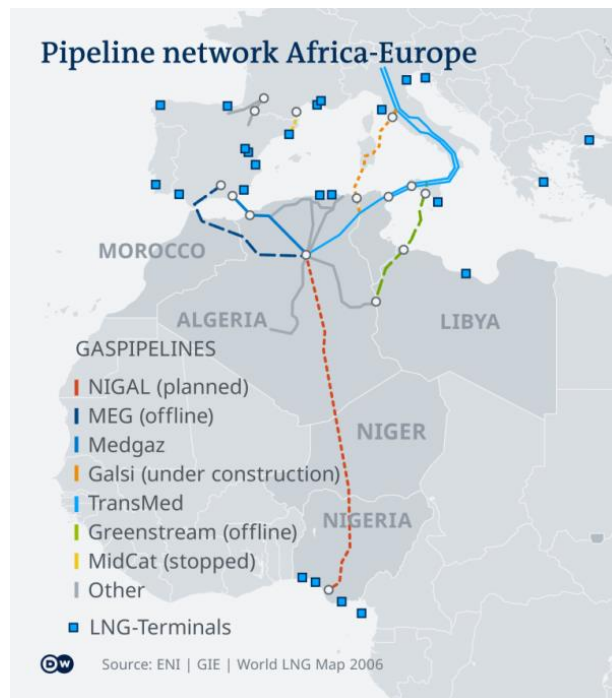 Pipeline network Africa-Europe
MOROCCO
ALGERIA
LIBYA
NIGER
NIGERIA
GASPIPELINES
NIGAL (planned)
MEG (offline)
Medgaz
Galsi (under construction)
TransMed
Greenstream (offline)
MidCat (stopped)
Other
LNG-Terminals
DW Source: ENI | GIE | World LNG Map 2006